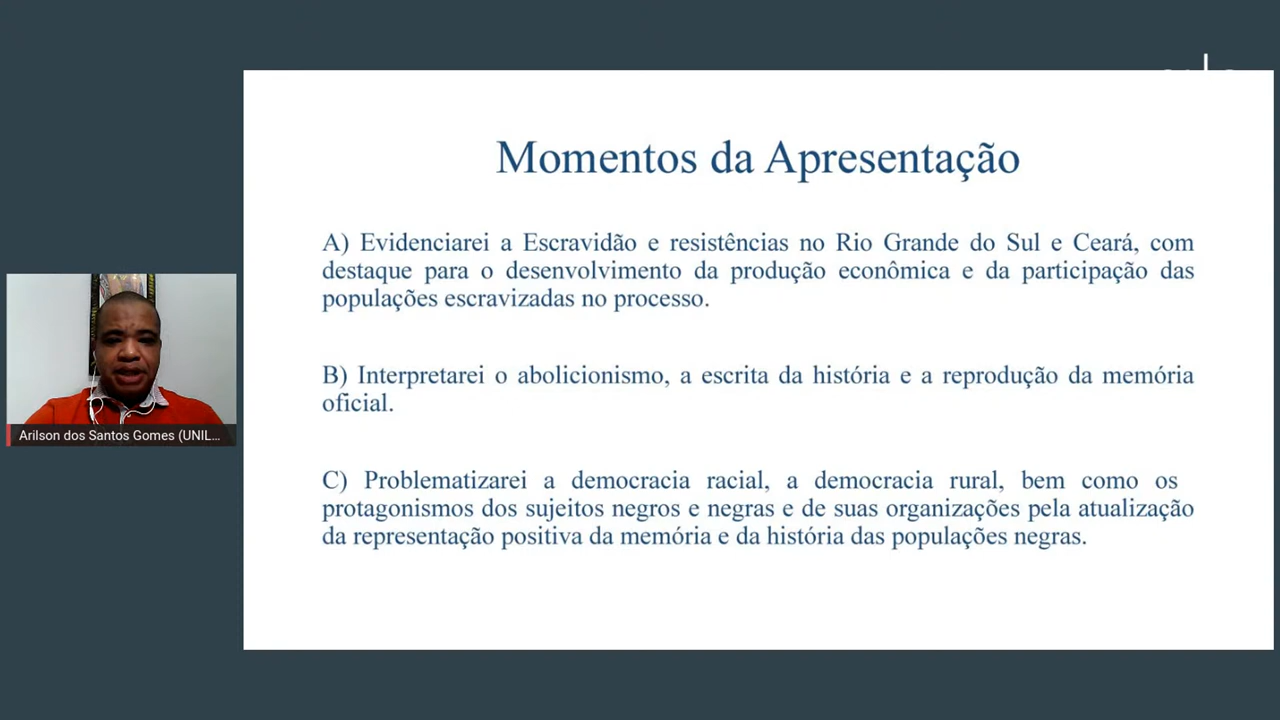 Momentos da Apresentação
A) Evidenciarei a Escravidão e resistências no Rio Grande do Sul e Ceará, com
destaque para o desenvolvimento da produção econômica e da participação das
populações escravizadas no processo.
B) Interpretarei o abolicionismo, a escrita da história e a reprodução da memória
oficial.
C) Problematizarei a democracia racial, a democracia rural, bem como os
protagonismos dos sujeitos negros e negras e de suas organizações pela atualização
da representação positiva da memória e da história das populações negras.
Arilson dos Santos Gomes (UNIL...